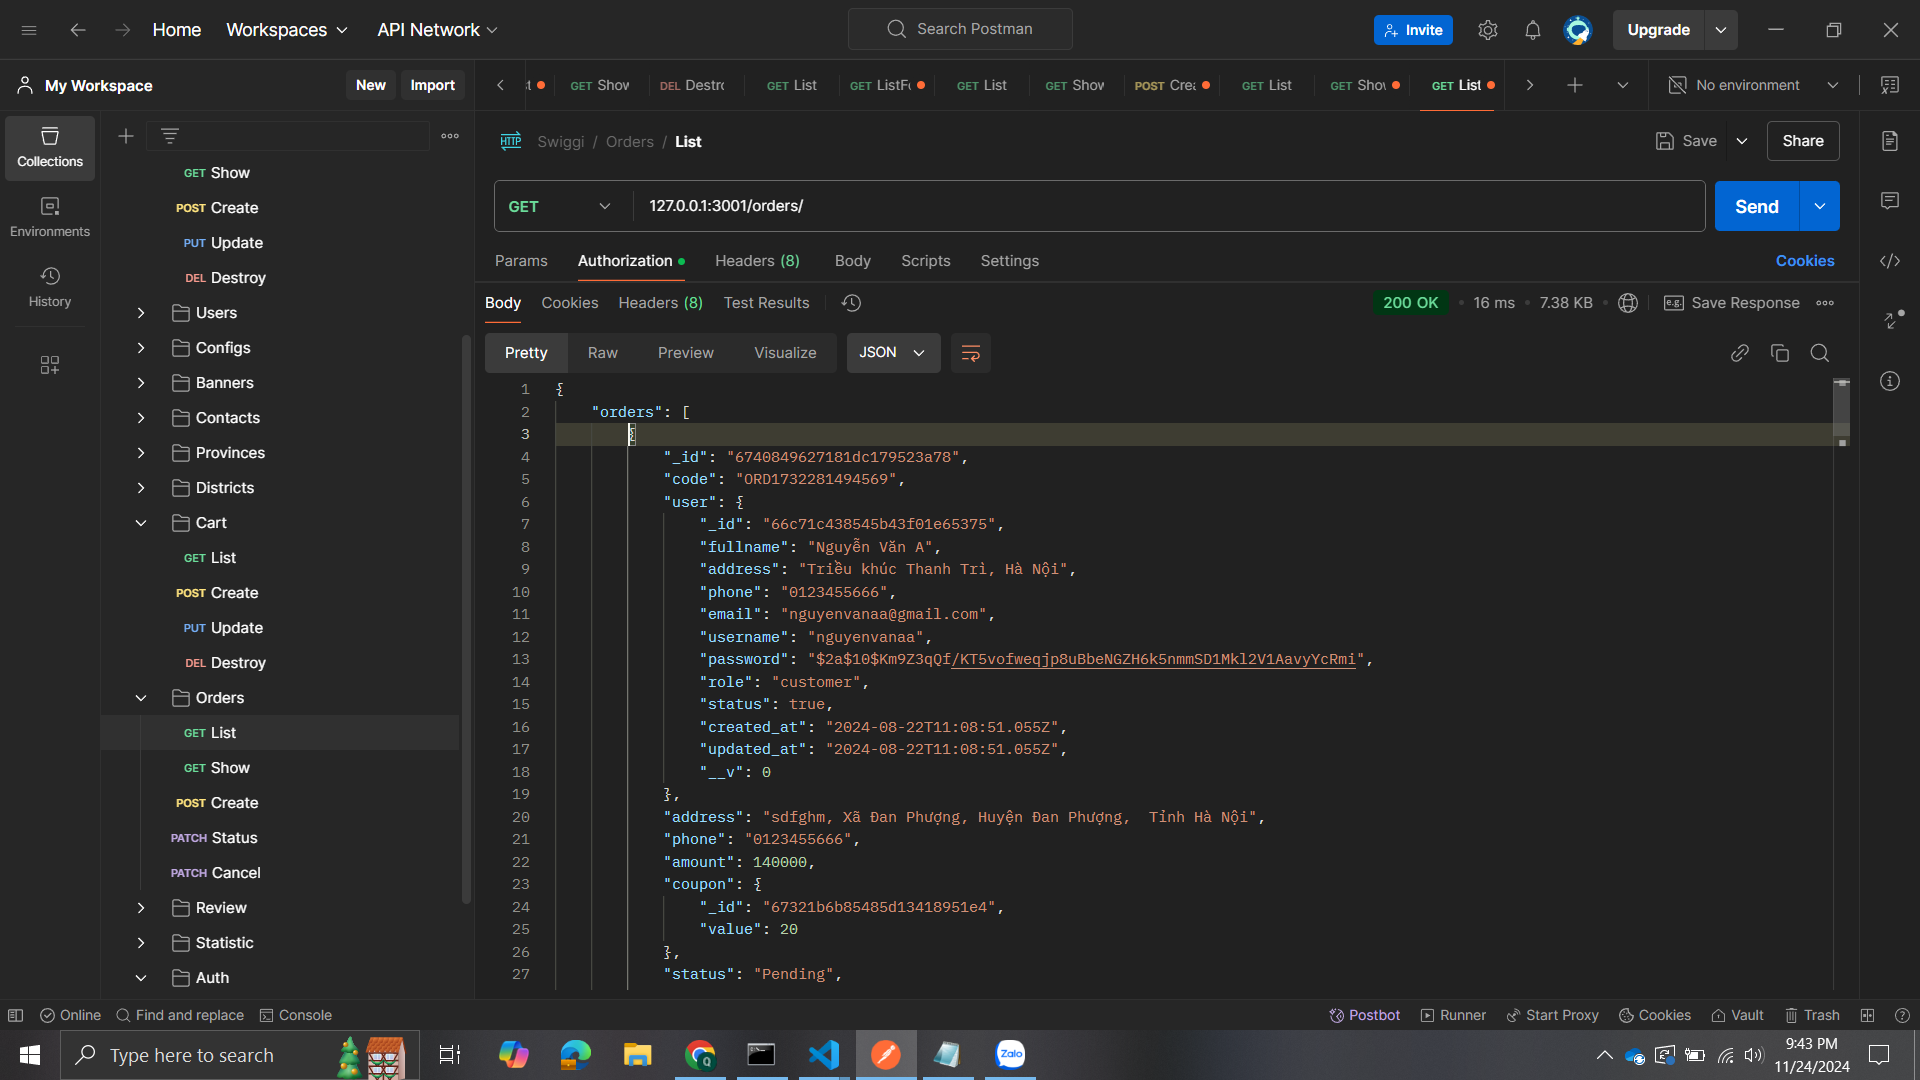 Home Workspaces API Network Search Postman Invite Upgrade
My Workspace New Import GET Show DEL Destr GET List GET ListF GET List GET Show POST Cre GET List GET Sho GET List No environment
Collections
Environments
History
GET Show
POST Create
PUT Update
DEL Destroy
Users
Configs
Banners
Contacts
Provinces
Districts
Cart
GET List
POST Create
PUT Update
DEL Destroy
Orders
GET List
GET Show
POST Create
PATCH Status
PATCH Cancel
Review
Statistic
Auth
HTTP Swiggi / Orders / List Save Share
GET 127.0.0.1:3001/orders/ Send
Params Authorization Headers (8) Body Scripts Settings Cookies
Body Cookies Headers (8) Test Results 200 OK 16 ms 7.38 KB e.g. Save Response
Pretty Raw Preview Visualize JSON
1 {
2 "orders": [
3 {
4 "_id": "6740849627181dc179523a78",
5 "code": "ORD1732281494569",
6 "user": {
7 "_id": "66c71c438545b43f01e65375",
8 "fullname": "Nguyễn Văn A",
9 "address": "Triều khúc Thanh Trì, Hà Nội",
10 "phone": "0123455666",
11 "email": "nguyenvanaa@gmail.com",
12 "username": "nguyenvanaa",
13 "password": "$2a$10$Km9Z3qQf/KT5vofweqjp8uBbeNGZH6k5nmmSD1Mkl2V1AavyYcRmi",
14 "role": "customer",
15 "status": true,
16 "created_at": "2024-08-22T11:08:51.055Z",
17 "updated_at": "2024-08-22T11:08:51.055Z",
18 "__v": 0
19 },
20 "address": "sdfghm, Xã Đan Phượng, Huyện Đan Phượng,  Tỉnh Hà Nội",
21 "phone": "0123455666",
22 "amount": 140000,
23 "coupon": {
24 "_id": "67321b6b85485d13418951e4",
25 "value": 20
26 },
27 "status": "Pending",
Online Find and replace Console Postbot Runner Start Proxy Cookies Vault Trash
Type here to search Zalo 9:43 PM
11/24/2024